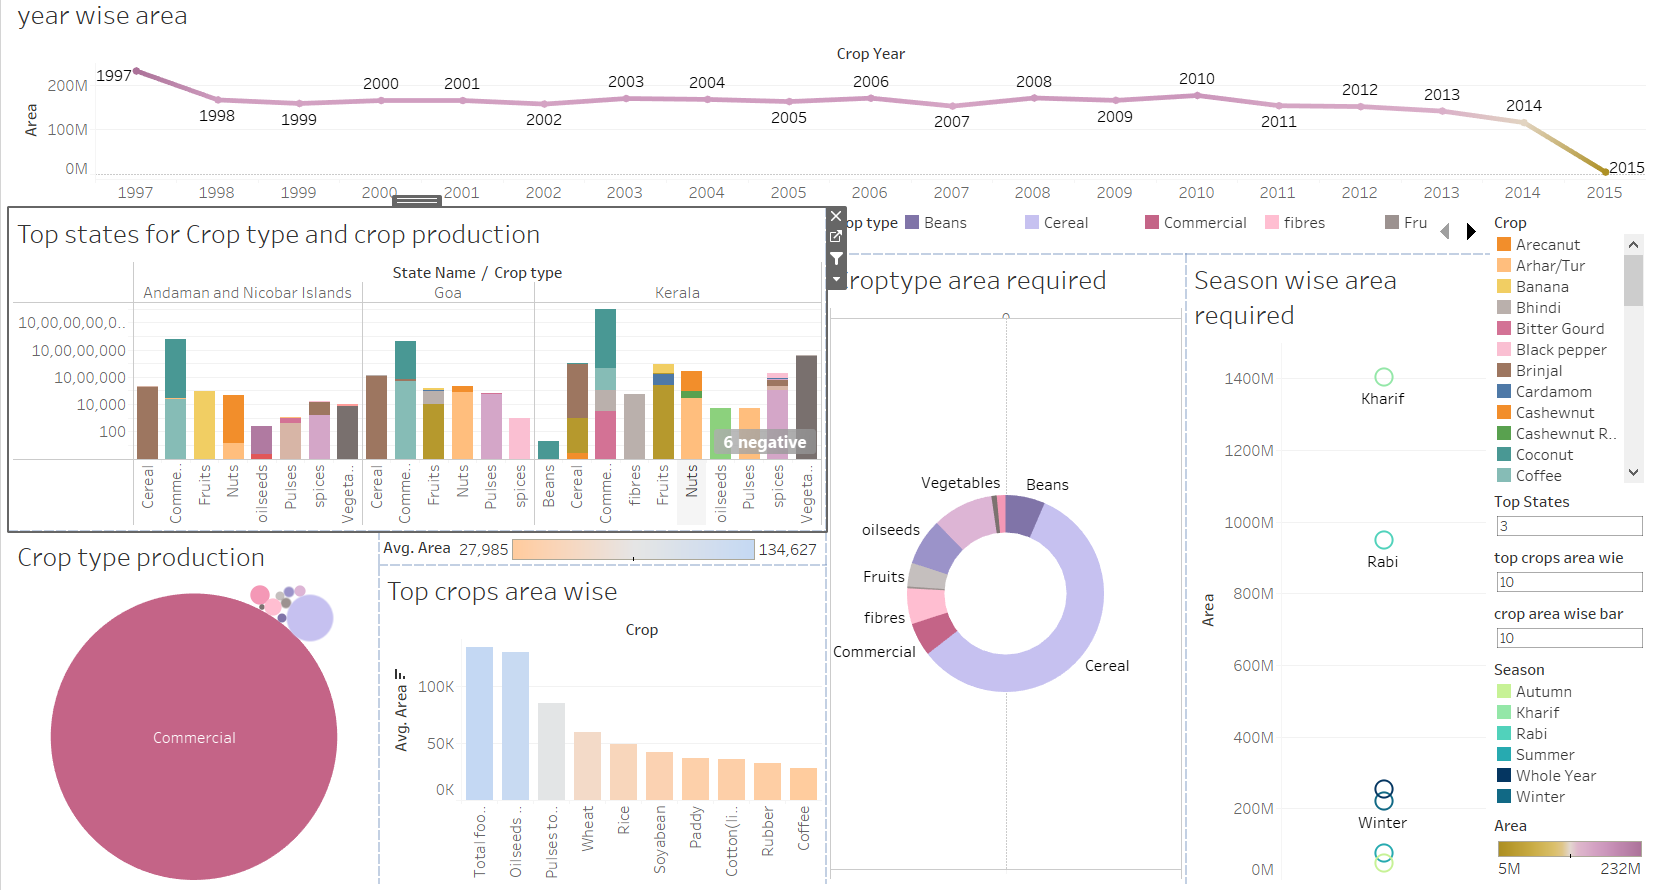 year wise area
Crop Year
Area
200M
100M
0M
1997
1998
1999
2000
2001
2002
2003
2004
2005
2006
2007
2008
2009
2010
2011
2012
2013
2014
2015
1997 1998 1999 2000 2001 2002 2003 2004 2005 2006 2007 2008 2009 2010 2011 2012 2013 2014 2015
Top states for Crop type and crop production
State Name / Crop type
Andaman and Nicobar Islands Goa Kerala
10,00,00,00,0..
10,00,00,000
10,00,000
10,000
100
6 negative
Cereal Comme.. Fruits Nuts oilseeds Pulses spices Vegeta..
Cereal Comme.. Fruits Nuts Pulses spices
Beans Cereal Comme.. fibres Fruits Nuts oilseeds Pulses spices Vegeta..
op type Beans Cereal Commercial fibres Fru
Croptype area required
Vegetables
Beans
oilseeds
Fruits
fibres
Commercial
Cereal
Season wise area
required
Area
1400M
1200M
1000M
800M
600M
400M
200M
0M
Kharif
Rabi
Winter
Crop
Arecanut
Arhar/Tur
Banana
Bhindi
Bitter Gourd
Black pepper
Brinjal
Cardamom
Cashewnut
Cashewnut R..
Coconut
Coffee
Top States
3
top crops area wie
10
crop area wise bar
10
Season
Autumn
Kharif
Rabi
Summer
Whole Year
Winter
Area
5M 232M
Crop type production
Commercial
Avg. Area 27,985 134,627
Top crops area wise
Crop
Avg. Area
100K
50K
0K
Total foo.. Oilseeds .. Pulses to.. Wheat Rice Soyabean Paddy Cotton(li.. Rubber Coffee